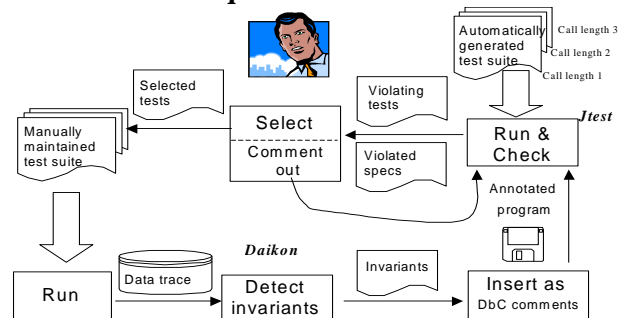 Automatically
generated
test suite
Call length 3
Call length 2
Call length 1
Selected
tests
Violating
tests
Jtest
Manually
maintained
test suite
Select
Comment
out
Run &
Check
Violated
specs
Annotated
program
Daikon
Run
Data trace
Detect
invariants
Invariants
Insert as
DbC comments